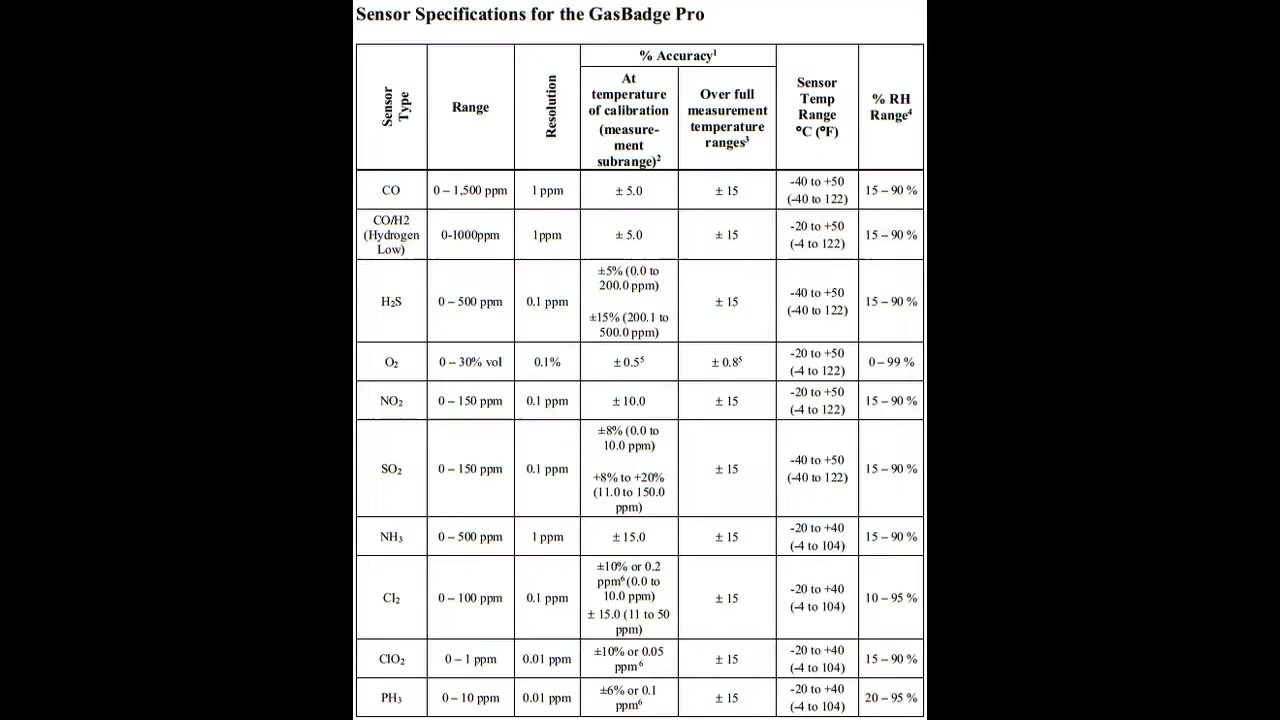 Sensor Specifications for the GasBadge Pro
Sensor
Type
Range
Resolution
% Accuracy¹
At
temperature
of calibration
(measure-
ment
subrange)²
Over full
measurement
temperature
ranges³
Sensor
Temp
Range
°C (°F)
% RH
Range⁴
CO
0 – 1,500 ppm
1 ppm
± 5.0
± 15
-40 to +50
(-40 to 122)
15 – 90 %
CO/H2
(Hydrogen
Low)
0-1000ppm
1ppm
± 5.0
± 15
-20 to +50
(-4 to 122)
15 – 90 %
H₂S
0 – 500 ppm
0.1 ppm
±5% (0.0 to
200.0 ppm)
±15% (200.1 to
500.0 ppm)
± 15
-40 to +50
(-40 to 122)
15 – 90 %
O₂
0 – 30% vol
0.1%
± 0.5⁵
± 0.8⁵
-20 to +50
(-4 to 122)
0 – 99 %
NO₂
0 – 150 ppm
0.1 ppm
± 10.0
± 15
-20 to +50
(-4 to 122)
15 – 90 %
SO₂
0 – 150 ppm
0.1 ppm
±8% (0.0 to
10.0 ppm)
+8% to +20%
(11.0 to 150.0
ppm)
± 15
-40 to +50
(-40 to 122)
15 – 90 %
NH₃
0 – 500 ppm
1 ppm
± 15.0
± 15
-20 to +40
(-4 to 104)
15 – 90 %
Cl₂
0 – 100 ppm
0.1 ppm
±10% or 0.2
ppm⁶ (0.0 to
10.0 ppm)
± 15.0 (11 to 50
ppm)
± 15
-20 to +40
(-4 to 104)
10 – 95 %
ClO₂
0 – 1 ppm
0.01 ppm
±10% or 0.05
ppm⁶
± 15
-20 to +40
(-4 to 104)
15 – 90 %
PH₃
0 – 10 ppm
0.01 ppm
±6% or 0.1
ppm⁶
± 15
-20 to +40
(-4 to 104)
20 – 95 %